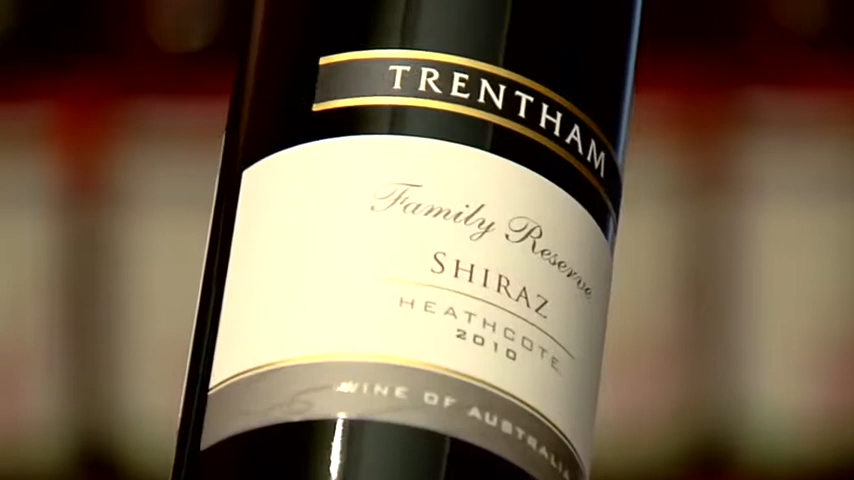 TRENTHAM
Family Reserve
SHIRAZ
HEATHCOTE
2010
WINE OF AUSTRALIA